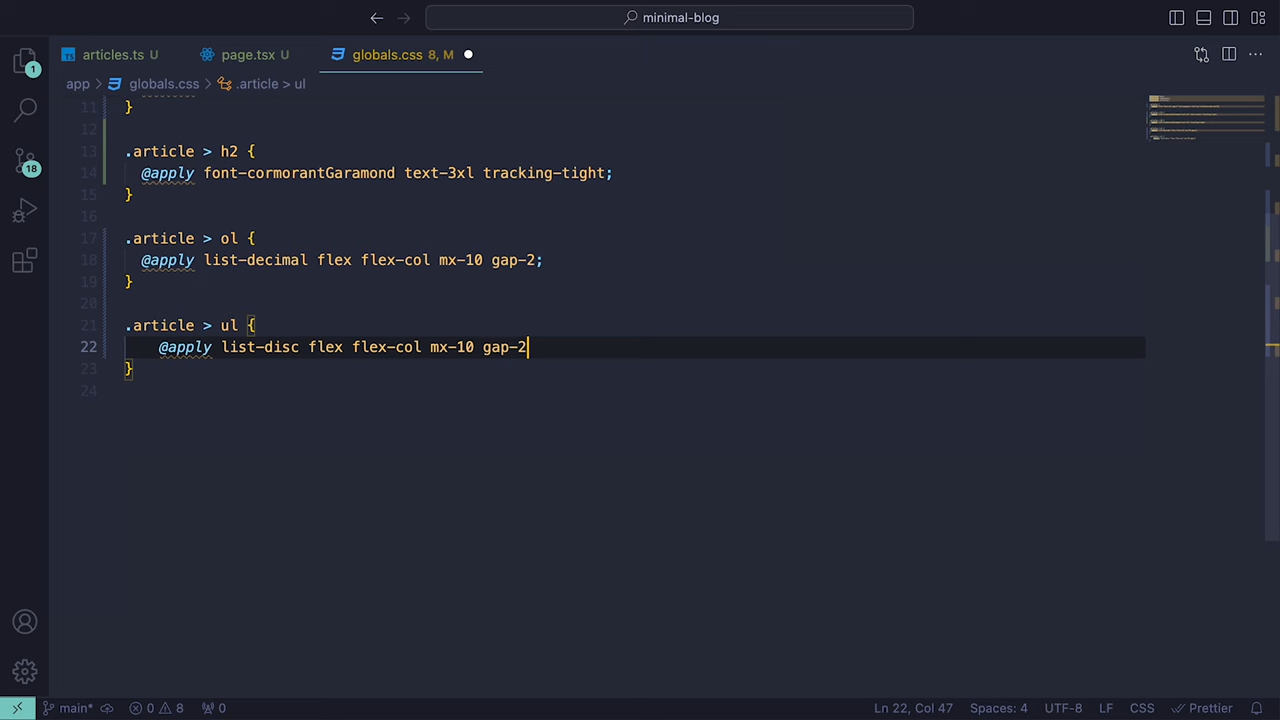 minimal-blog
1
articles.ts U
page.tsx U
globals.css 8, M
app > globals.css > .article > ul
11 }
12
13 .article > h2 {
14 @apply font-cormorantGaramond text-3xl tracking-tight;
15 }
16
17 .article > ol {
18 @apply list-decimal flex flex-col mx-10 gap-2;
19 }
20
21 .article > ul {
22 @apply list-disc flex flex-col mx-10 gap-2
23 }
24
18
main* 0 8 0
Ln 22, Col 47 Spaces: 4 UTF-8 LF CSS Prettier